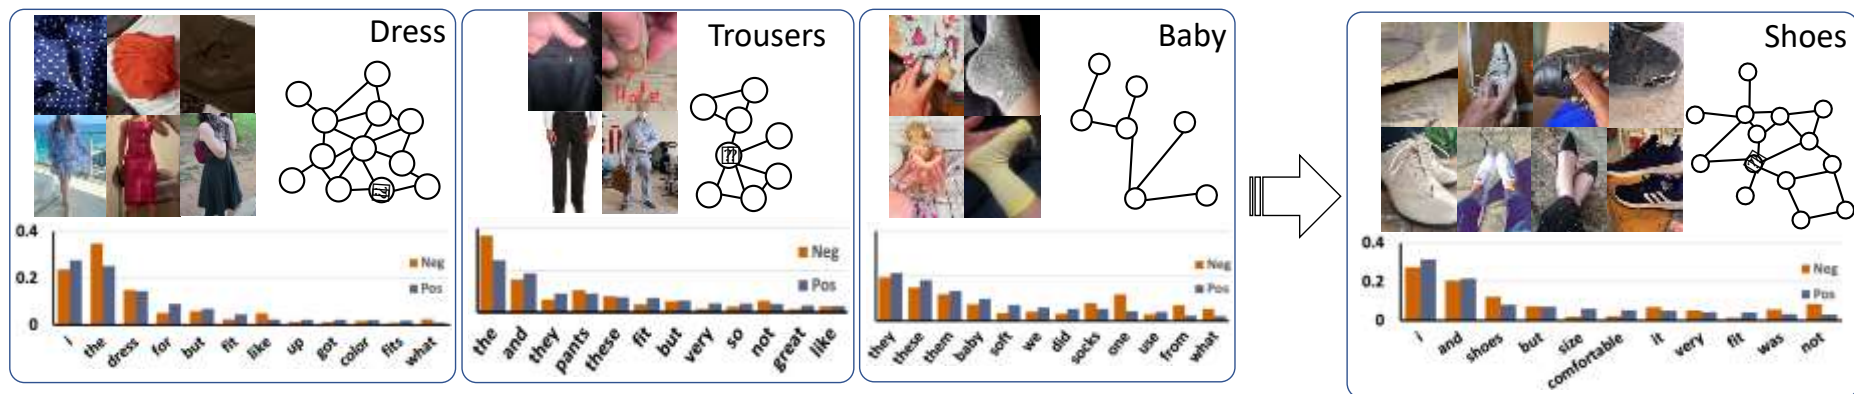 Dress
??
0.4
0.2
0
Neg
Pos
i
the
dress
for
but
fit
like
up
got
color
fits
what
Trousers
Hole
??
Neg
Pos
the
and
they
pants
these
fit
but
very
so
not
great
like
Baby
Neg
Pos
they
these
them
baby
soft
we
did
socks
one
use
from
what
Shoes
??
0.4
0.2
0
Neg
Pos
i
and
shoes
but
size
comfortable
it
very
fit
was
not